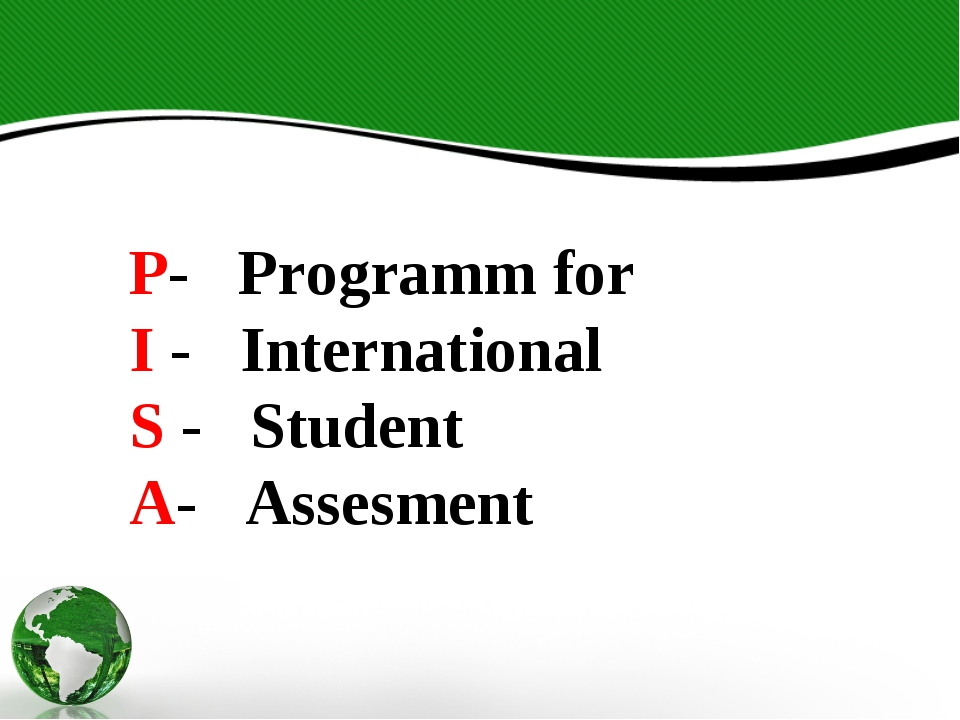 P- Programm for
I - International
S - Student
A- Assesment